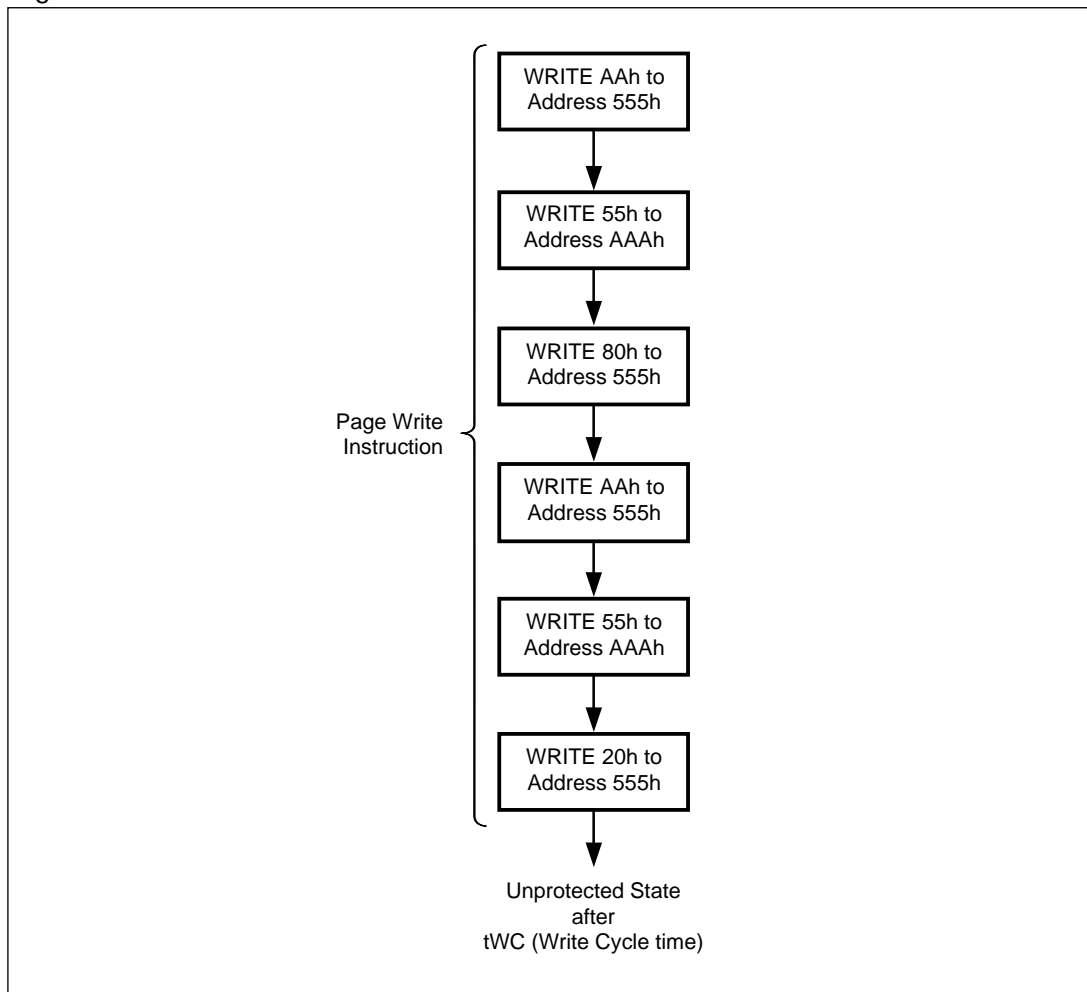 WRITE AAh to
Address 555h
WRITE 55h to
Address AAAh
WRITE 80h to
Address 555h
Page Write
Instruction
WRITE AAh to
Address 555h
WRITE 55h to
Address AAAh
WRITE 20h to
Address 555h
Unprotected State
after
tWC (Write Cycle time)